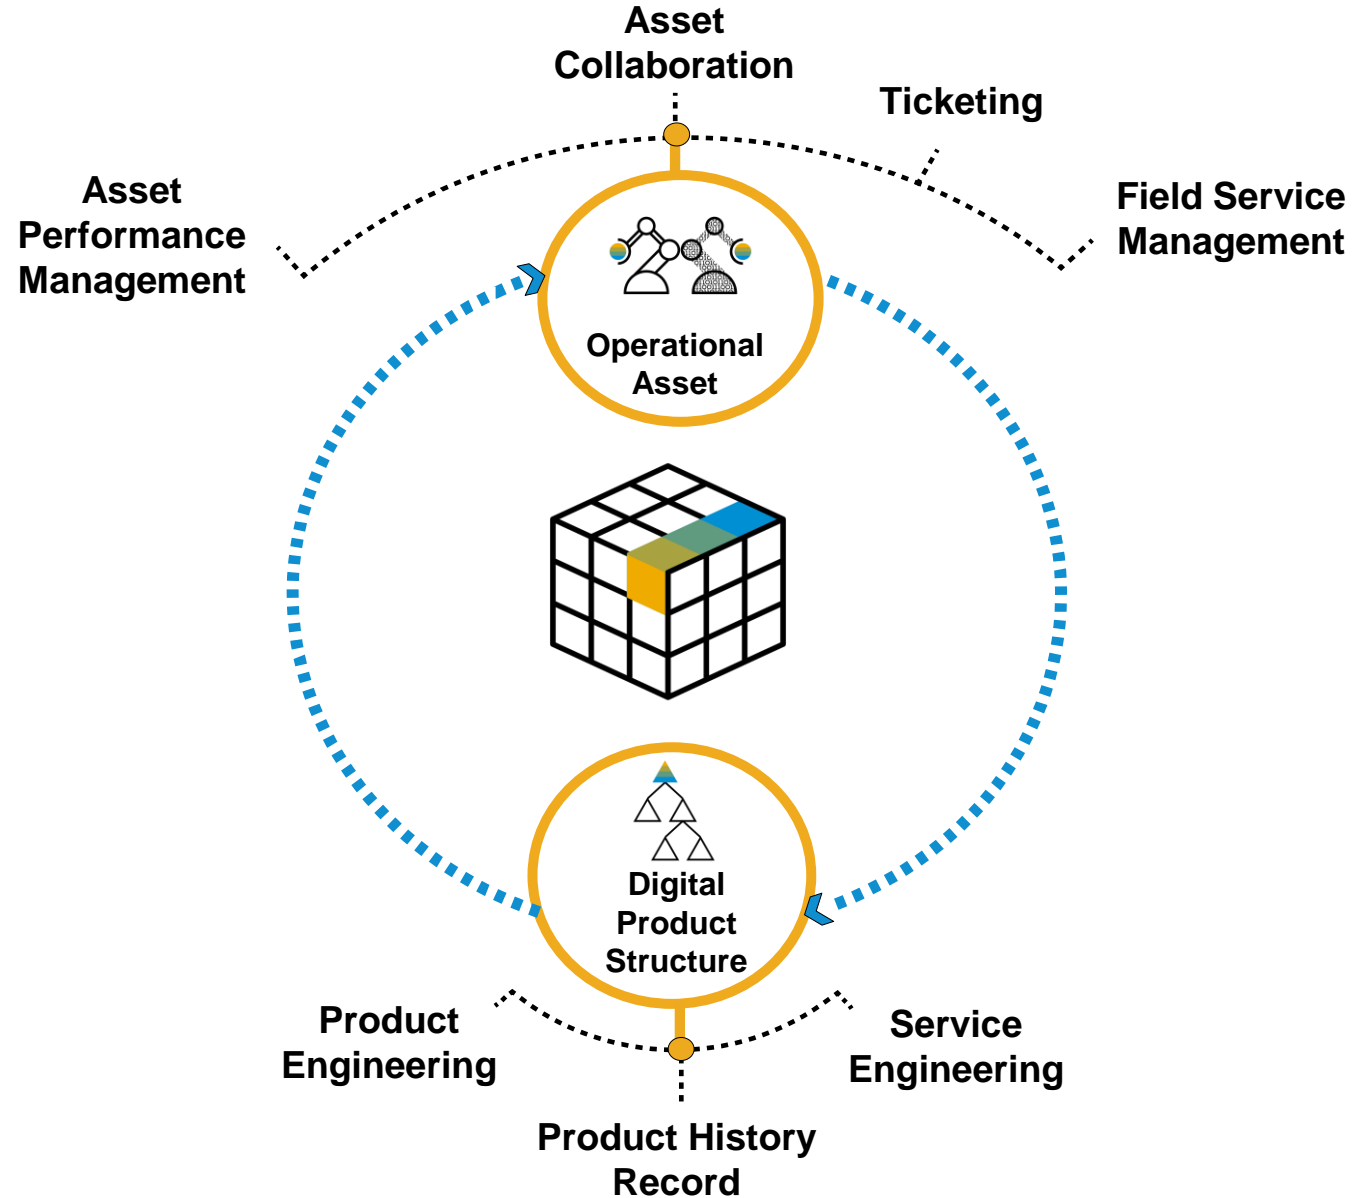 Asset
Collaboration
Ticketing
Asset
Performance
Management
Field Service
Management
Operational
Asset
Digital
Product
Structure
Product
Engineering
Service
Engineering
Product History
Record